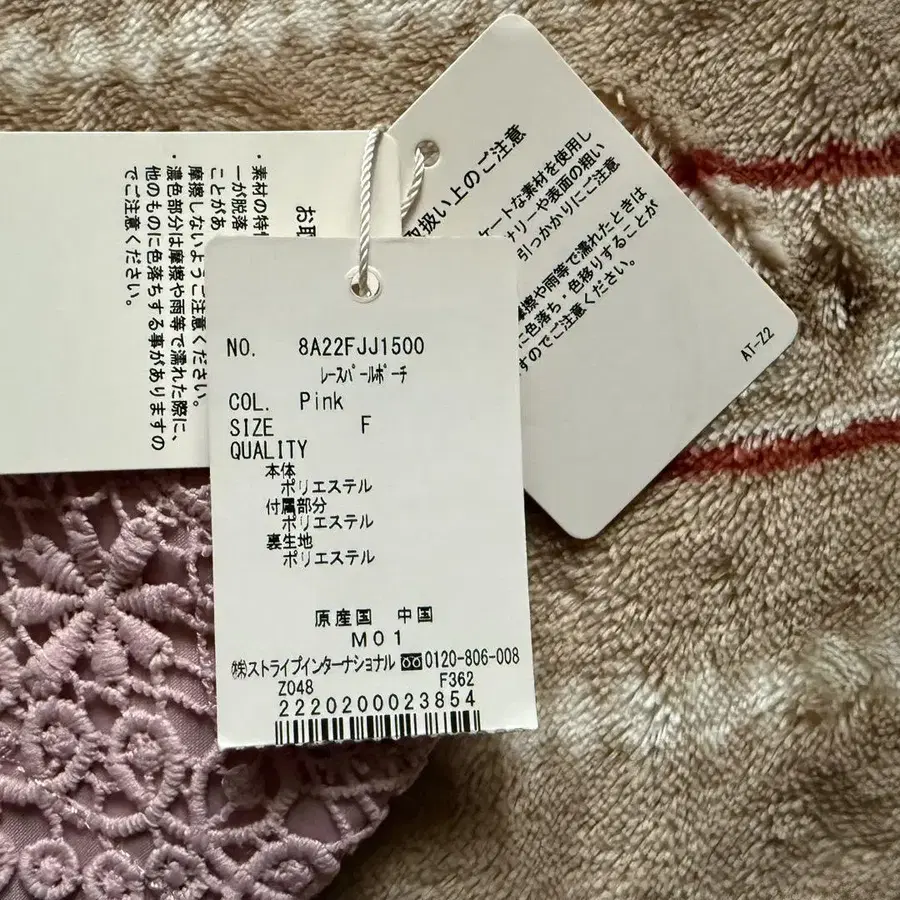 お取
・素材の特
ーが脱落
ことがあ
摩擦しないようご注意ください。
・濃色部分は摩擦や雨等で濡れた際に、
他のものに色落ちする事がありますの
でご注意ください。
取扱い上のご注意
ケートな素材を使用し
ナリーや表面の粗い
引っかかりにご注意
摩擦や雨等で濡れたときは
に色落ち・色移りすることが
すのでご注意ください。
AT-Z2
NO. 8A22FJJ1500
レースパールポーチ
COL. Pink
SIZE F
QUALITY
本体
ポリエステル
付属部分
ポリエステル
裏生地
ポリエステル
原産国 中国
M01
㈱ストライプインターナショナル 0120-806-008
Z048 F362
2220200023854